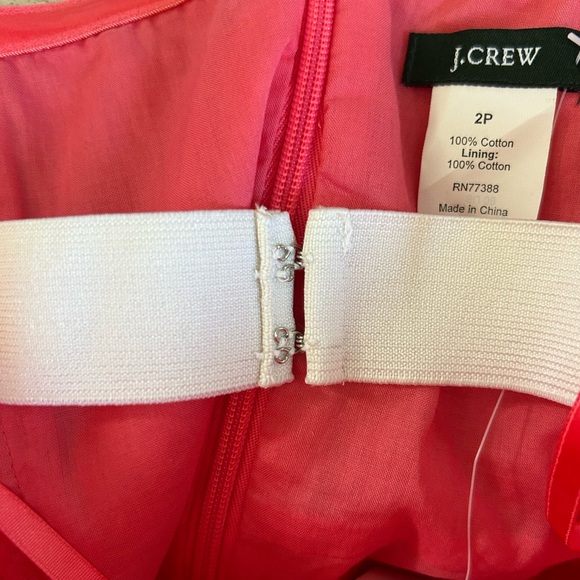 J.CREW
2P
100% Cotton
Lining:
100% Cotton
RN77388
Made in China